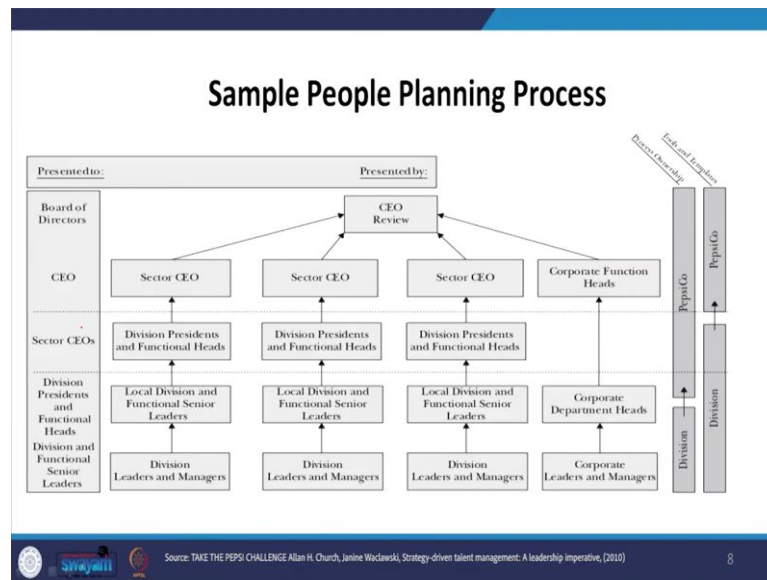 Sample People Planning Process
Tools and Templates
Process Ownership
Presented to:
Presented by:
Board of
Directors
CEO
Review
CEO
Sector CEO
Sector CEO
Sector CEO
Corporate Function
Heads
Sector CEOs
Division Presidents
and Functional Heads
Division Presidents
and Functional Heads
Division Presidents
and Functional Heads
Division
Presidents
and
Functional
Heads
Local Division and
Functional Senior
Leaders
Local Division and
Functional Senior
Leaders
Local Division and
Functional Senior
Leaders
Corporate
Department Heads
Division and
Functional
Senior
Leaders
Division
Leaders and Managers
Division
Leaders and Managers
Division
Leaders and Managers
Corporate
Leaders and Managers
PepsiCo
Division
PepsiCo
Division
swayam
Source: TAKE THE PEPSI CHALLENGE Allan H. Church, Janine Waclawski, Strategy-driven talent management: A leadership imperative, (2010)
8